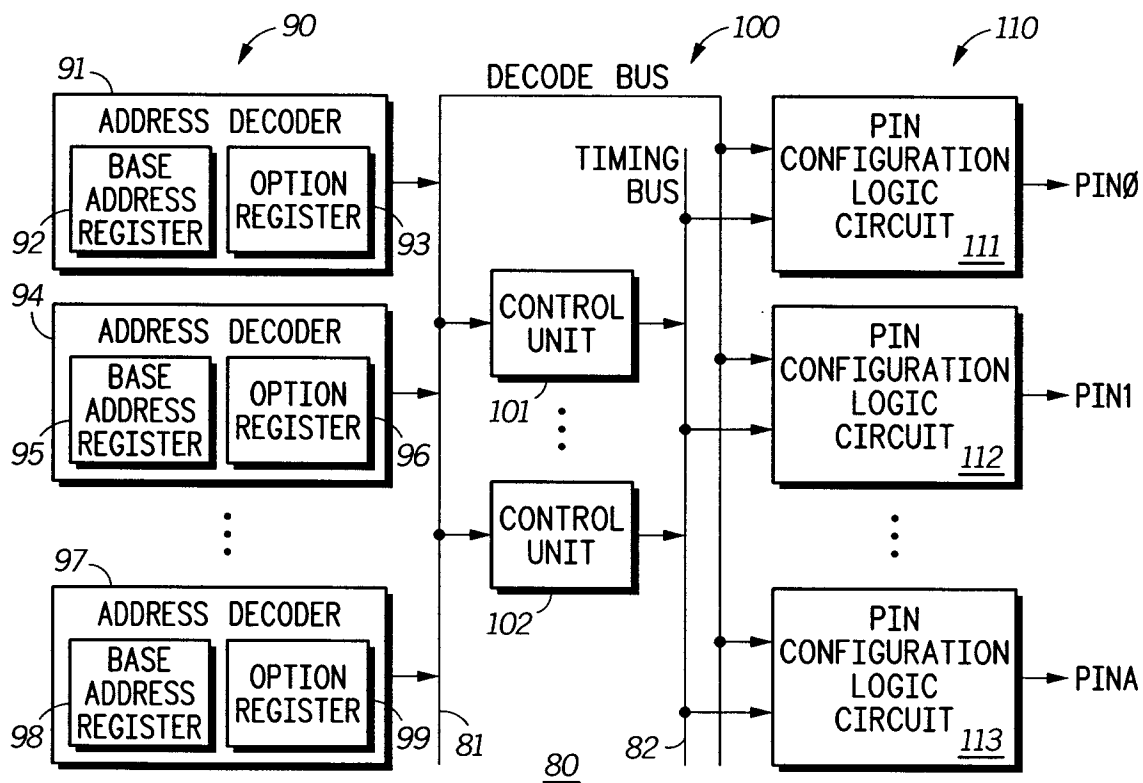 90
100
110
91
DECODE BUS
ADDRESS DECODER
BASE
ADDRESS
REGISTER
OPTION
REGISTER
92
93
TIMING
BUS
PIN
CONFIGURATION
LOGIC
CIRCUIT
111
PINØ
94
ADDRESS DECODER
BASE
ADDRESS
REGISTER
OPTION
REGISTER
95
96
CONTROL
UNIT
101
PIN
CONFIGURATION
LOGIC
CIRCUIT
112
PIN1
CONTROL
UNIT
102
97
ADDRESS DECODER
BASE
ADDRESS
REGISTER
OPTION
REGISTER
98
99
81
82
80
PIN
CONFIGURATION
LOGIC
CIRCUIT
113
PINA